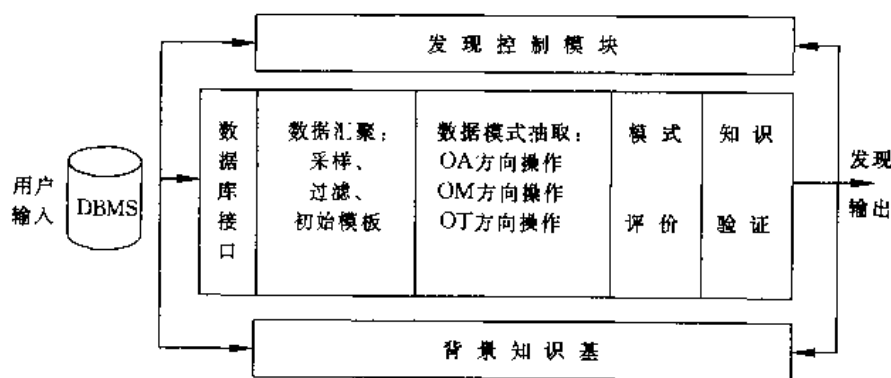 发现控制模块
用户
输入
DBMS
数据库接口
数据汇聚：
采样、
过滤、
初始模板
数据模式抽取：
OA方向操作
OM方向操作
OT方向操作
模式
评价
知识
验证
发现
输出
背景知识基